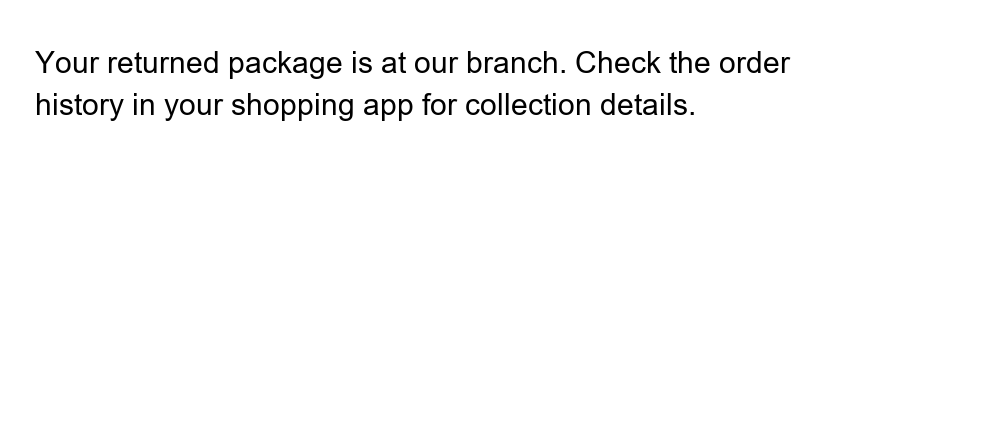 Your returned package is at our branch. Check the order
history in your shopping app for collection details.